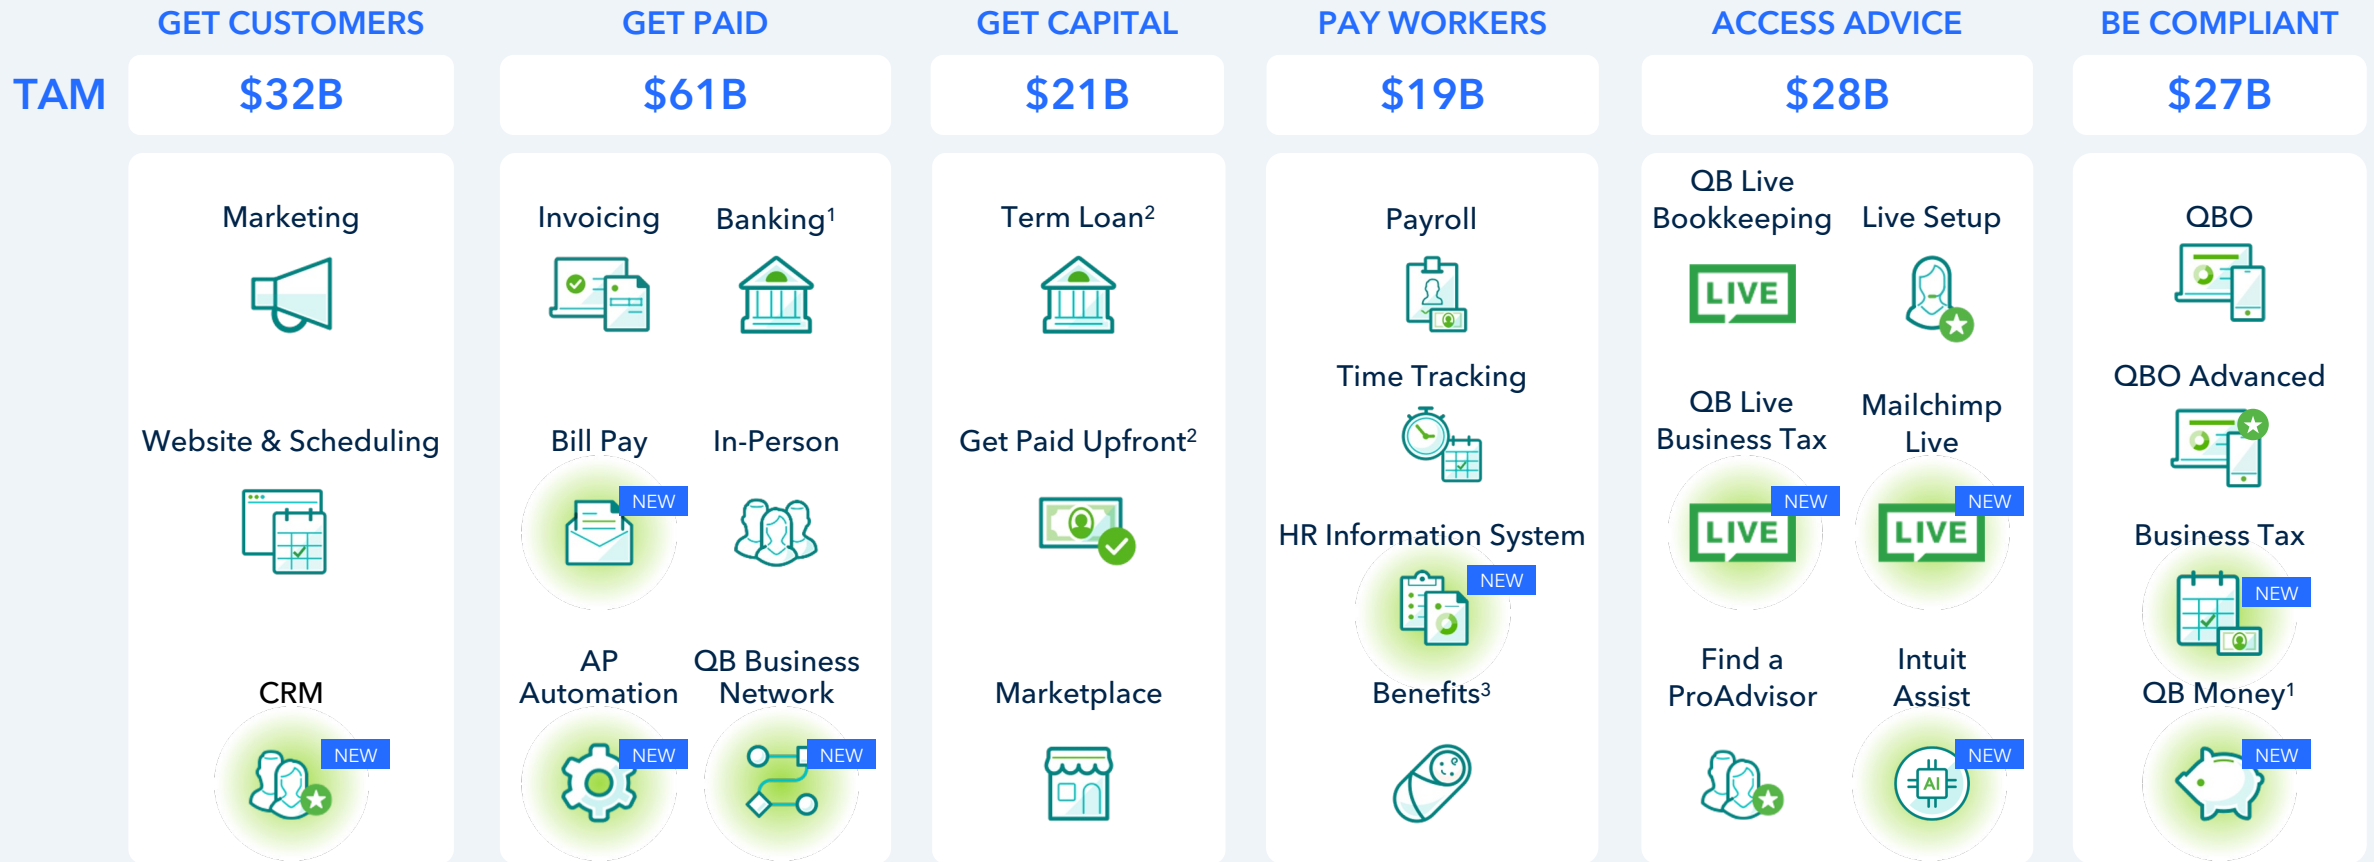 GET CUSTOMERS
GET PAID
GET CAPITAL
PAY WORKERS
ACCESS ADVICE
BE COMPLIANT
TAM
$32B
$61B
$21B
$19B
$28B
$27B
Marketing
Website & Scheduling
CRM
NEW
Invoicing
Banking¹
Bill Pay
NEW
In-Person
AP
Automation
NEW
QB Business
Network
NEW
Term Loan²
Get Paid Upfront²
Marketplace
Payroll
Time Tracking
HR Information System
NEW
Benefits³
QB Live
Bookkeeping
LIVE
Live Setup
QB Live
Business Tax
LIVE
NEW
Mailchimp
Live
LIVE
NEW
Find a
ProAdvisor
Intuit
Assist
AI
NEW
QBO
QBO Advanced
Business Tax
NEW
QB Money¹
NEW